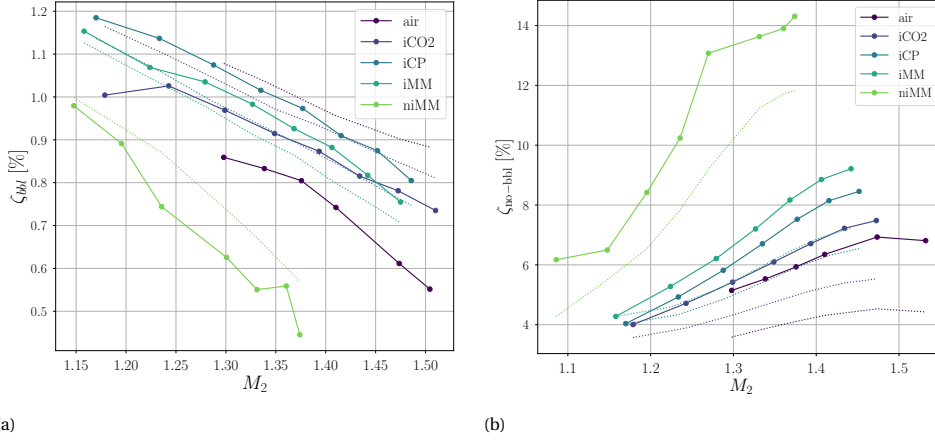 1.2
1.1
1.0
0.9
0.8
0.7
0.6
0.5
ζbbl [%]
air
iCO2
iCP
iMM
niMM
1.15 1.20 1.25 1.30 1.35 1.40 1.45 1.50
M2
a)
14
12
10
8
6
4
ζno−bbl [%]
air
iCO2
iCP
iMM
niMM
1.1 1.2 1.3 1.4 1.5
M2
(b)